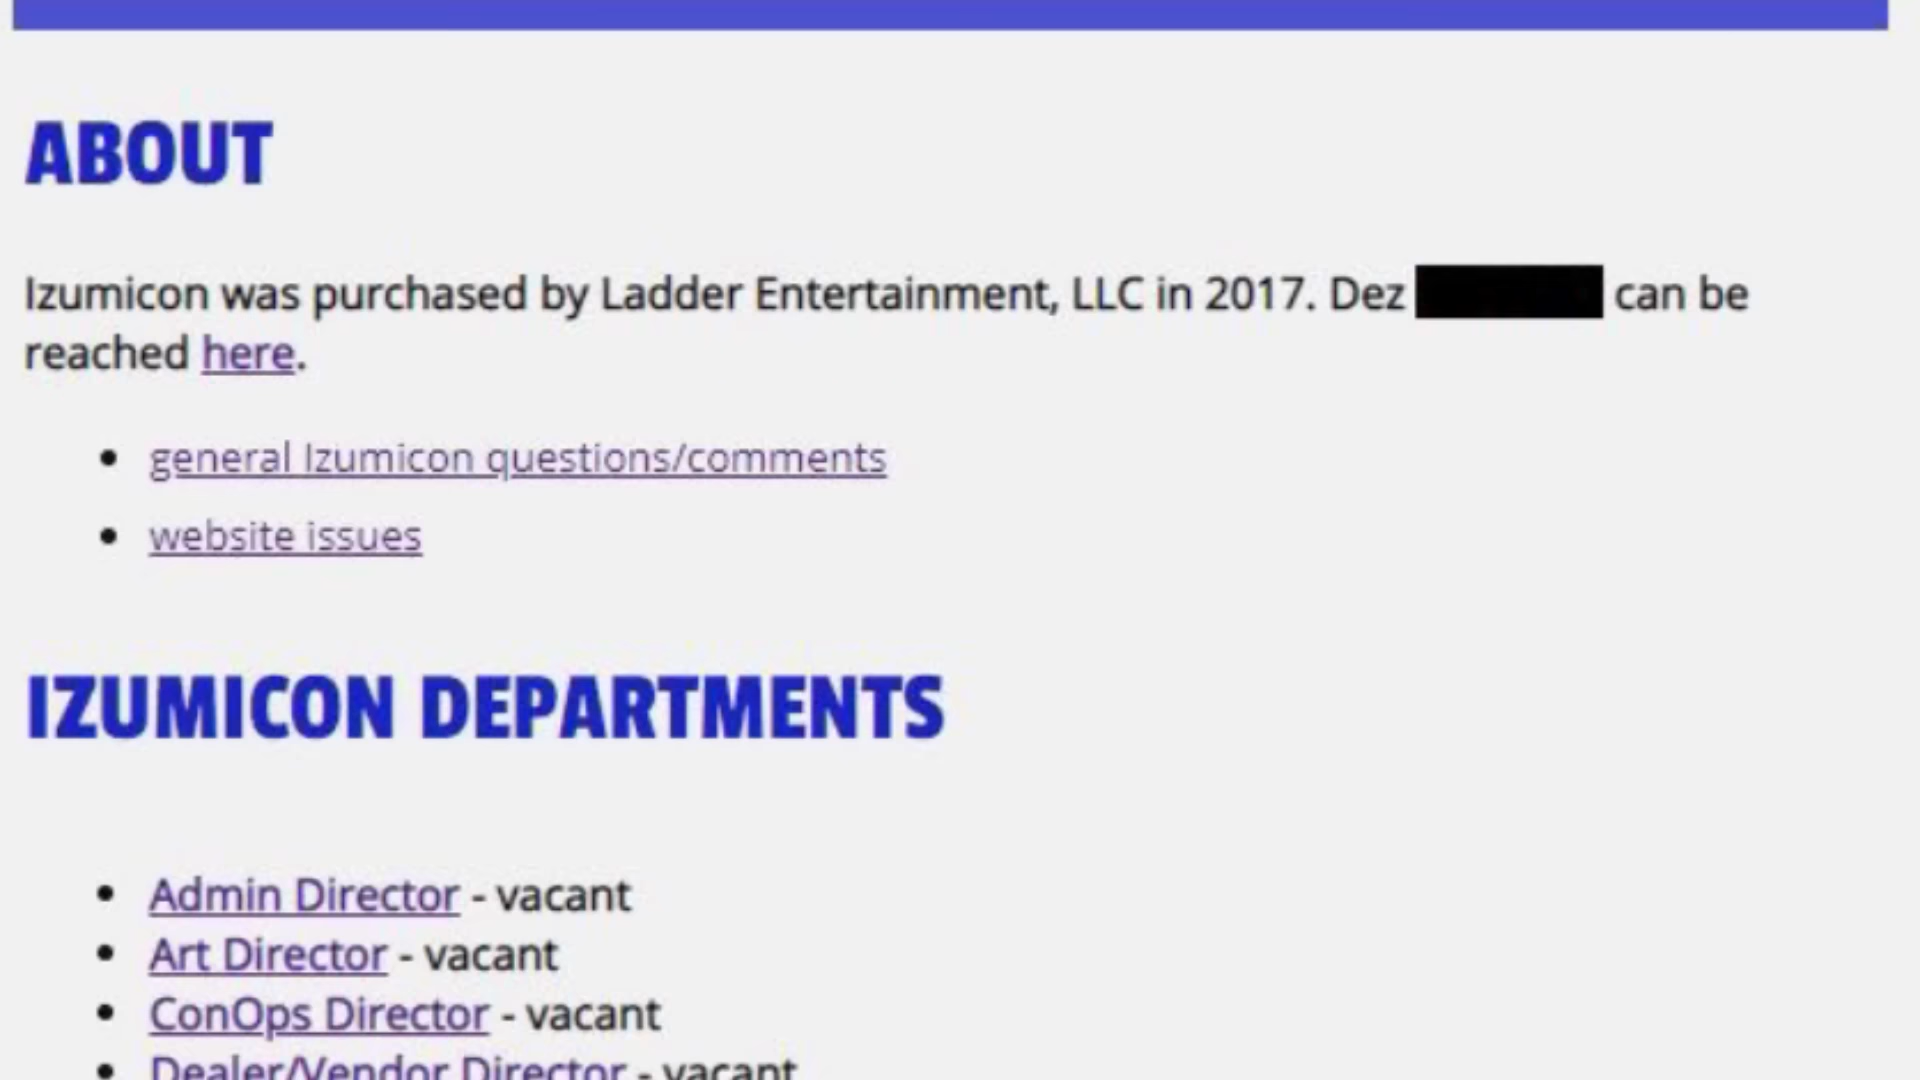 ABOUT
Izumicon was purchased by Ladder Entertainment, LLC in 2017. Dez can be
reached here.
general Izumicon questions/comments
website issues
IZUMICON DEPARTMENTS
Admin Director - vacant
Art Director - vacant
ConOps Director - vacant
Dealer/Vendor Director - vacant